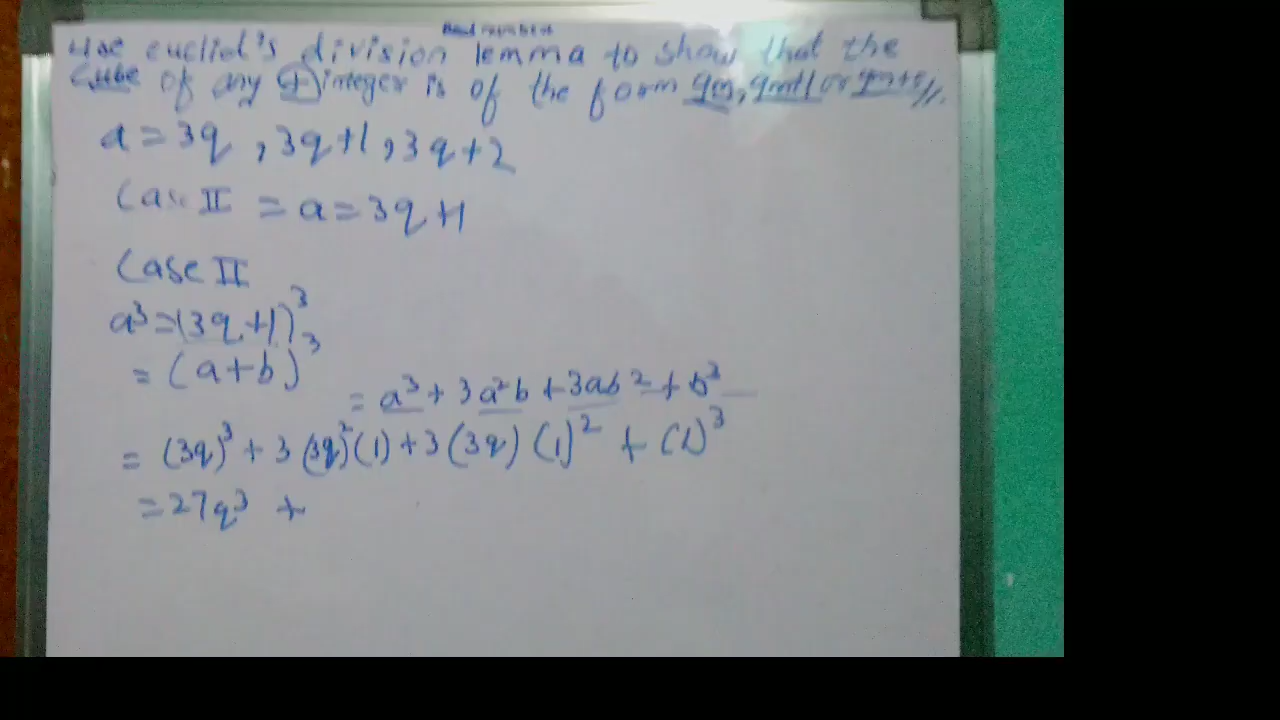 Use euclid's division lemma to show that the
Cube of any (+) integer is of the form 9m, 9m+1 or 9m+8//.
a = 3q , 3q+1 , 3q+2
Case II = a = 3q+1
Case II
a³ = (3q+1)³
= (a+b)³
= a³ + 3a²b + 3ab² + b³
= (3q)³ + 3(3q)²(1) + 3(3q)(1)² + (1)³
= 27q³ +